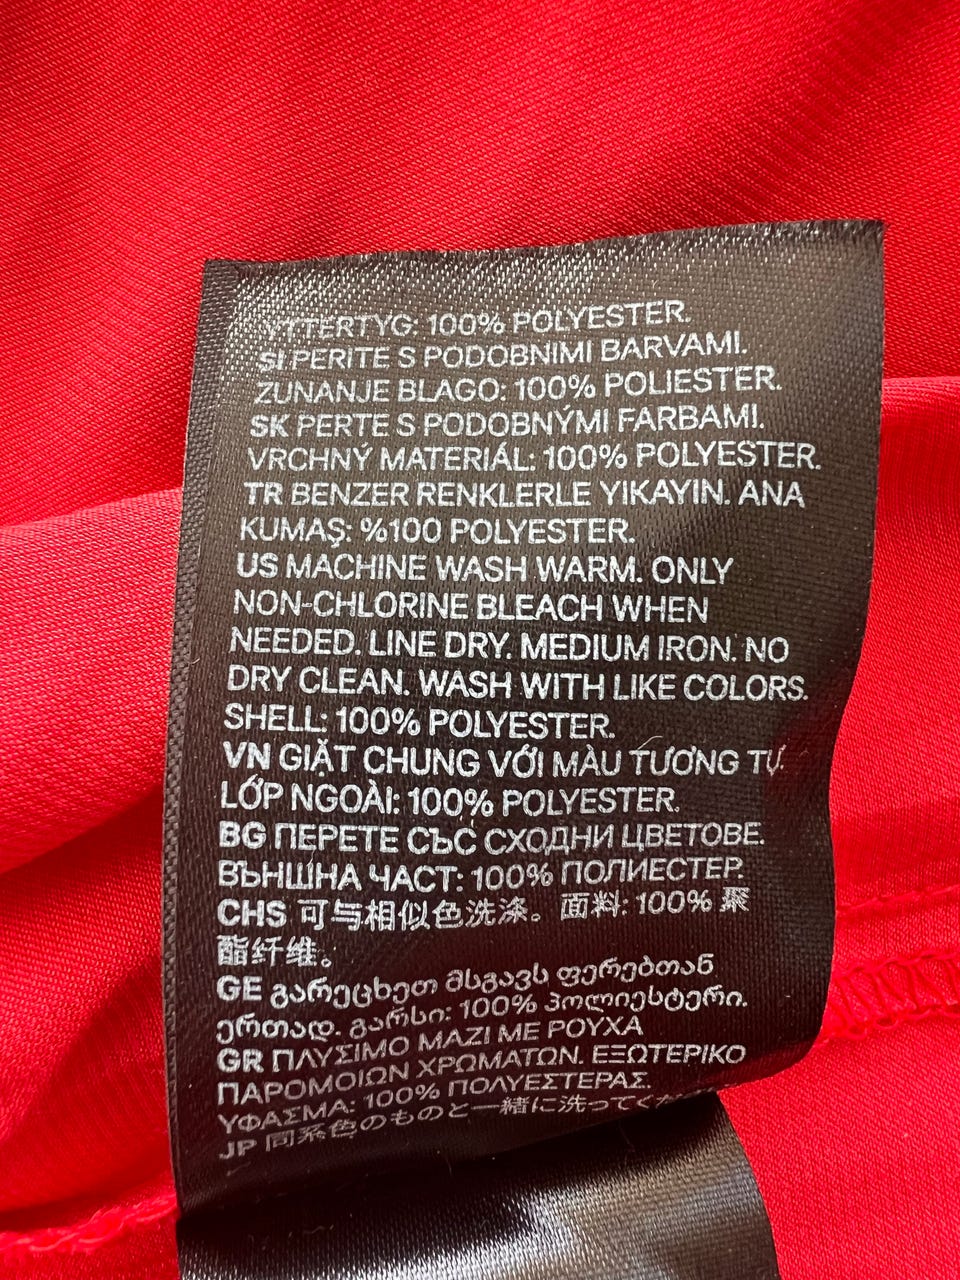 YTTERTYG: 100% POLYESTER.
SI PERITE S PODOBNIMI BARVAMI.
ZUNANJE BLAGO: 100% POLIESTER.
SK PERTE S PODOBNÝMI FARBAMI.
VRCHNÝ MATERIÁL: 100% POLYESTER.
TR BENZER RENKLERLE YIKAYIN. ANA
KUMAŞ: %100 POLYESTER.
US MACHINE WASH WARM. ONLY
NON-CHLORINE BLEACH WHEN
NEEDED. LINE DRY. MEDIUM IRON. NO
DRY CLEAN. WASH WITH LIKE COLORS.
SHELL: 100% POLYESTER.
VN GIẶT CHUNG VỚI MÀU TƯƠNG TỰ.
LỚP NGOÀI: 100% POLYESTER.
BG ПЕРЕТЕ СЪС СХОДНИ ЦВЕТОВЕ.
ВЪНШНА ЧАСТ: 100% ПОЛИЕСТЕР.
CHS 可与相似色洗涤。面料: 100% 聚
酯纤维。
GE გარეცხეთ მსგავს ფერებთან
ერთად. გარსი: 100% პოლიესტერი.
GR ΠΛΥΣΙΜΟ ΜΑΖΙ ΜΕ ΡΟΥΧΑ
ΠΑΡΟΜΟΙΩΝ ΧΡΩΜΑΤΩΝ. ΕΞΩΤΕΡΙΚΟ
ΥΦΑΣΜΑ: 100% ΠΟΛΥΕΣΤΕΡΑΣ.
JP 同系色のものと一緒に洗ってくだ